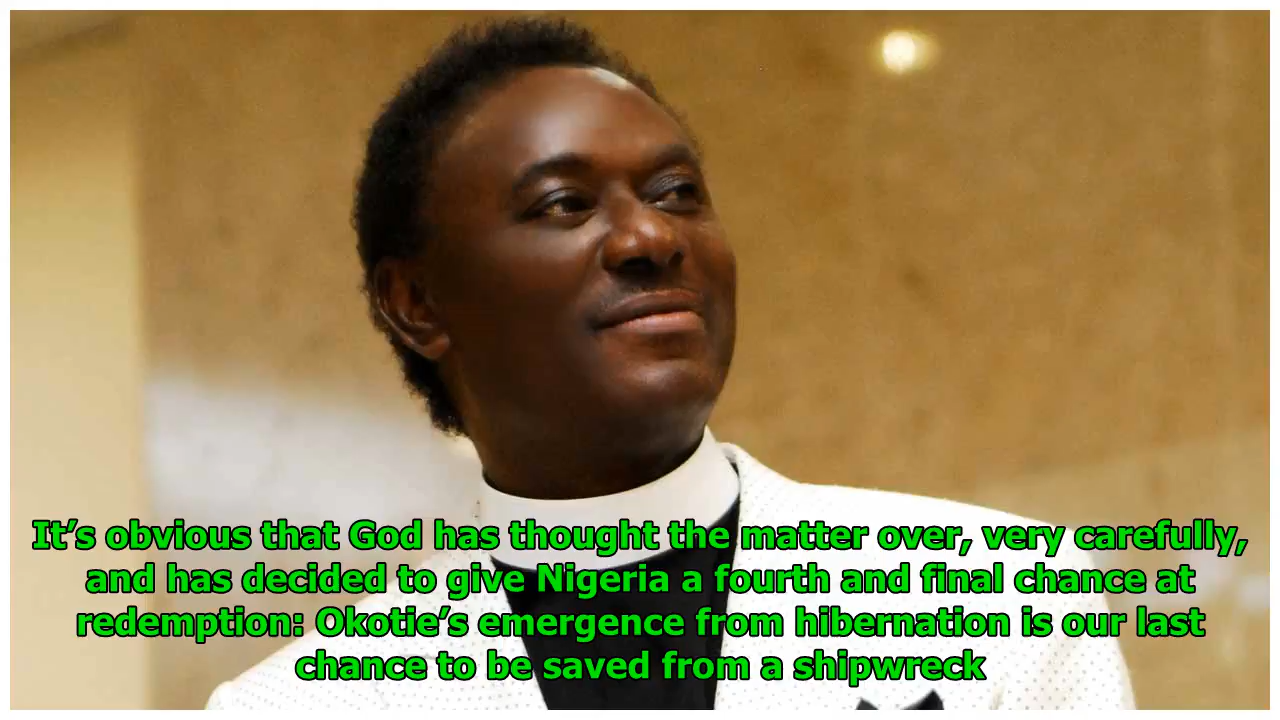 It’s obvious that God has thought the matter over, very carefully,
and has decided to give Nigeria a fourth and final chance at
redemption: Okotie’s emergence from hibernation is our last
chance to be saved from a shipwreck